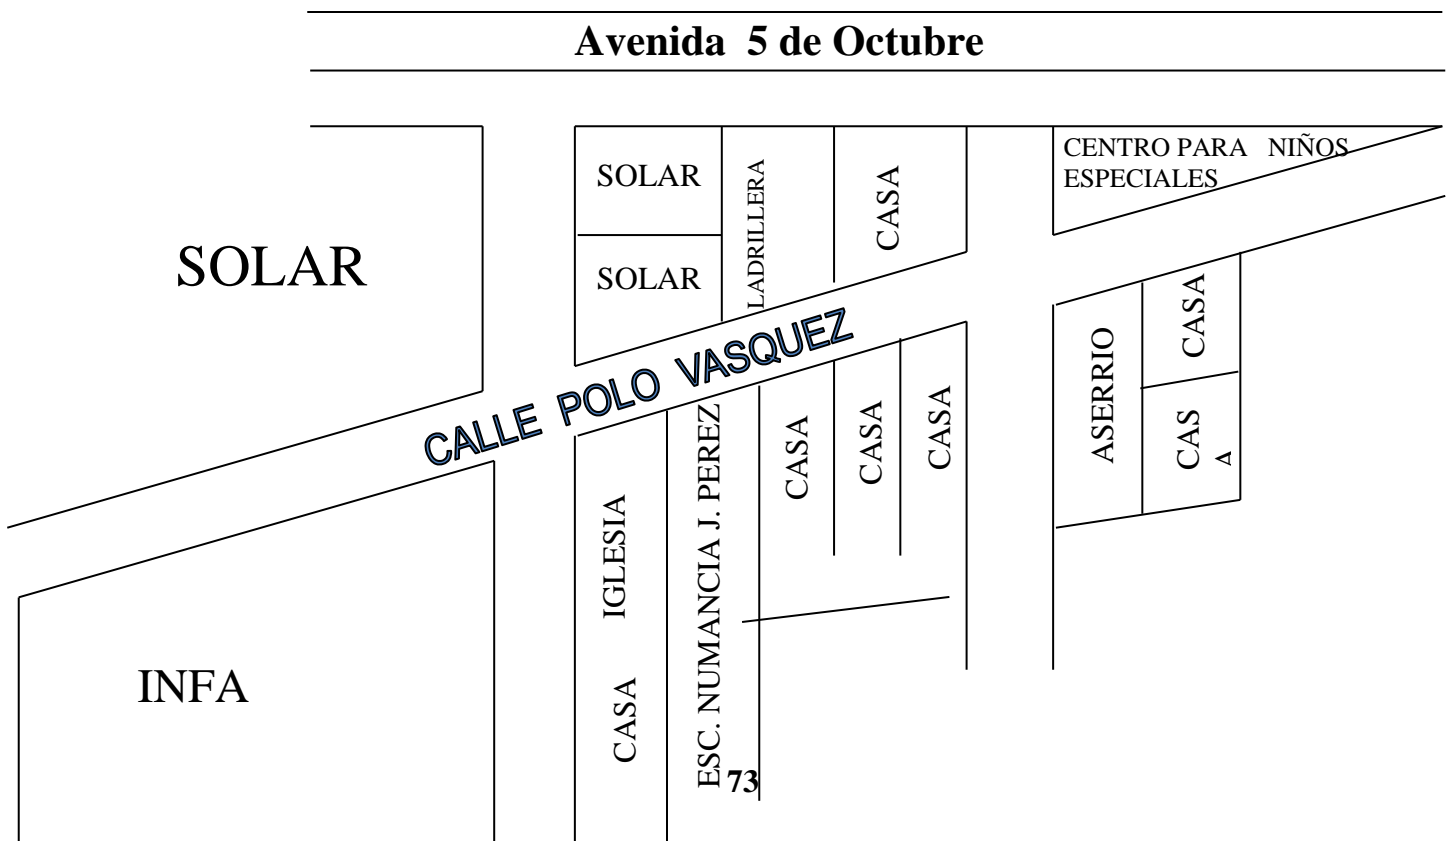 Avenida 5 de Octubre
SOLAR
SOLAR
SOLAR
LADRILLERA
CASA
CENTRO PARA NIÑOS
ESPECIALES
CALLE POLO VASQUEZ
INFA
IGLESIA
CASA
ESC. NUMANCIA J. PEREZ
CASA
CASA
CASA
ASERRIO
CASA
CAS
A
73